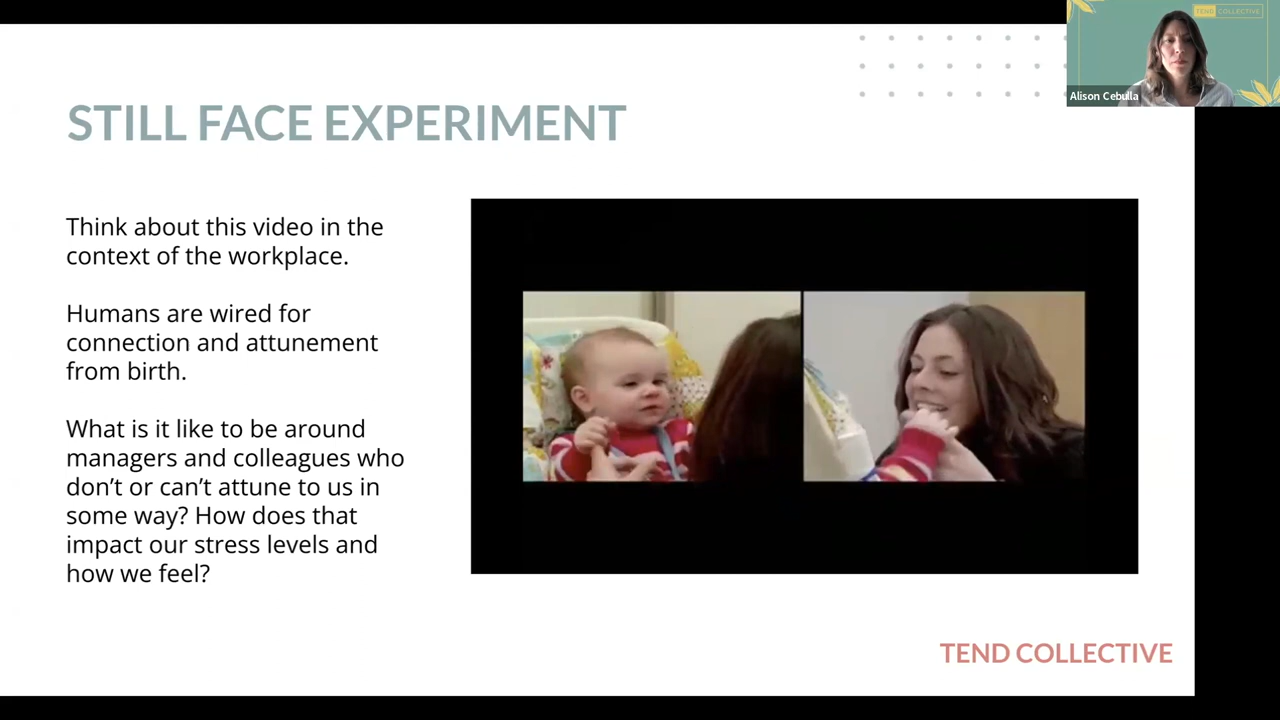 TEND COLLECTIVE
Alison Cebulla
STILL FACE EXPERIMENT
Think about this video in the
context of the workplace.
Humans are wired for
connection and attunement
from birth.
What is it like to be around
managers and colleagues who
don’t or can’t attune to us in
some way? How does that
impact our stress levels and
how we feel?
TEND COLLECTIVE